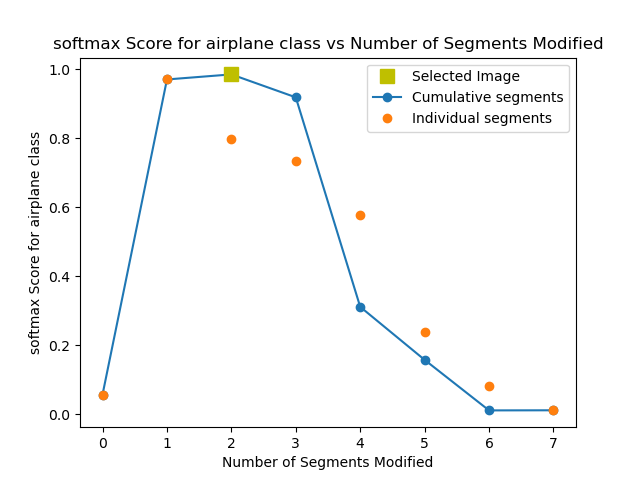 softmax Score for airplane class vs Number of Segments Modified
1.0
0.8
0.6
0.4
0.2
0.0
softmax Score for airplane class
Selected Image
Cumulative segments
Individual segments
0 1 2 3 4 5 6 7
Number of Segments Modified